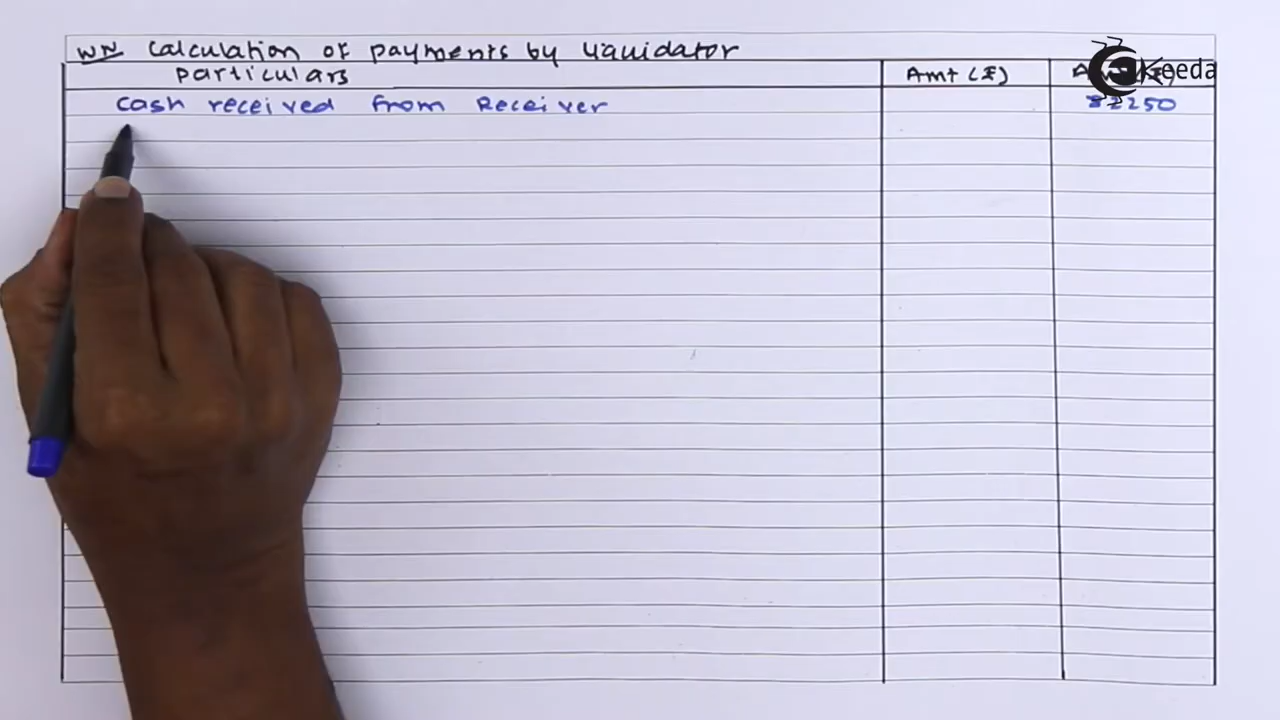 WN Calculation of payments by Liquidator
Particulars Amt (₹)
Cash received from Receiver 82250
Keeda